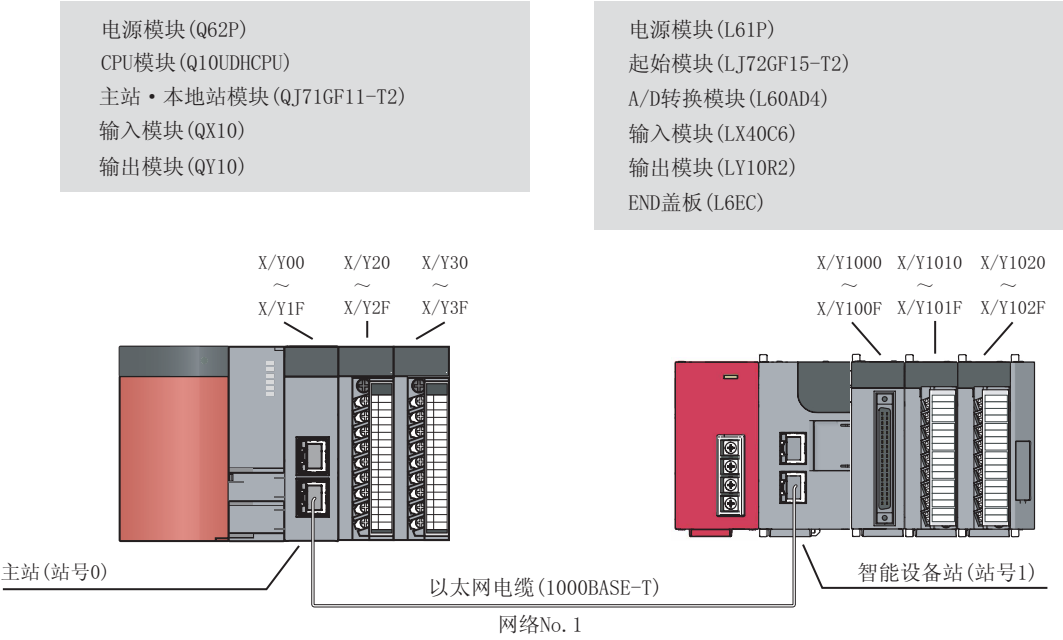 电源模块(Q62P)
CPU模块(Q10UDHCPU)
主站·本地站模块(QJ71GF11-T2)
输入模块(QX10)
输出模块(QY10)
电源模块(L61P)
起始模块(LJ72GF15-T2)
A/D转换模块(L60AD4)
输入模块(LX40C6)
输出模块(LY10R2)
END盖板(L6EC)
X/Y00 X/Y20 X/Y30
～ ～ ～
X/Y1F X/Y2F X/Y3F
X/Y1000 X/Y1010 X/Y1020
～ ～ ～
X/Y100F X/Y101F X/Y102F
主站(站号0)
以太网电缆(1000BASE-T)
智能设备站(站号1)
网络No.1